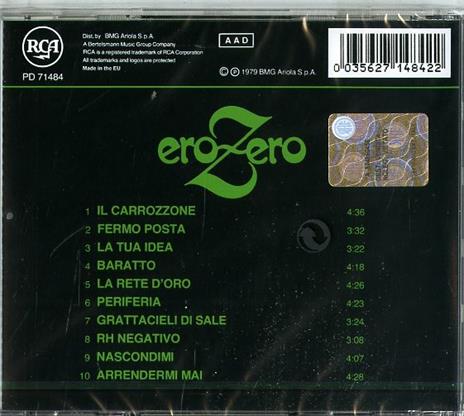 RCA
PD 71484
Dist. by BMG Ariola S.p.A.
A Bertelsmann Music Group Company
RCA is a registered trademark of RCA Corporation
All trademarks and logos are protected
Made in the EU
AAD
© ℗ 1979 BMG Ariola S.p.A.
0 035627 148422
eroZero
1 IL CARROZZONE 4:36
2 FERMO POSTA 3:32
3 LA TUA IDEA 3:22
4 BARATTO 4:18
5 LA RETE D'ORO 4:26
6 PERIFERIA 4:23
7 GRATTACIELI DI SALE 3:24
8 RH NEGATIVO 3:08
9 NASCONDIMI 4:07
10 ARRENDERMI MAI 4:28